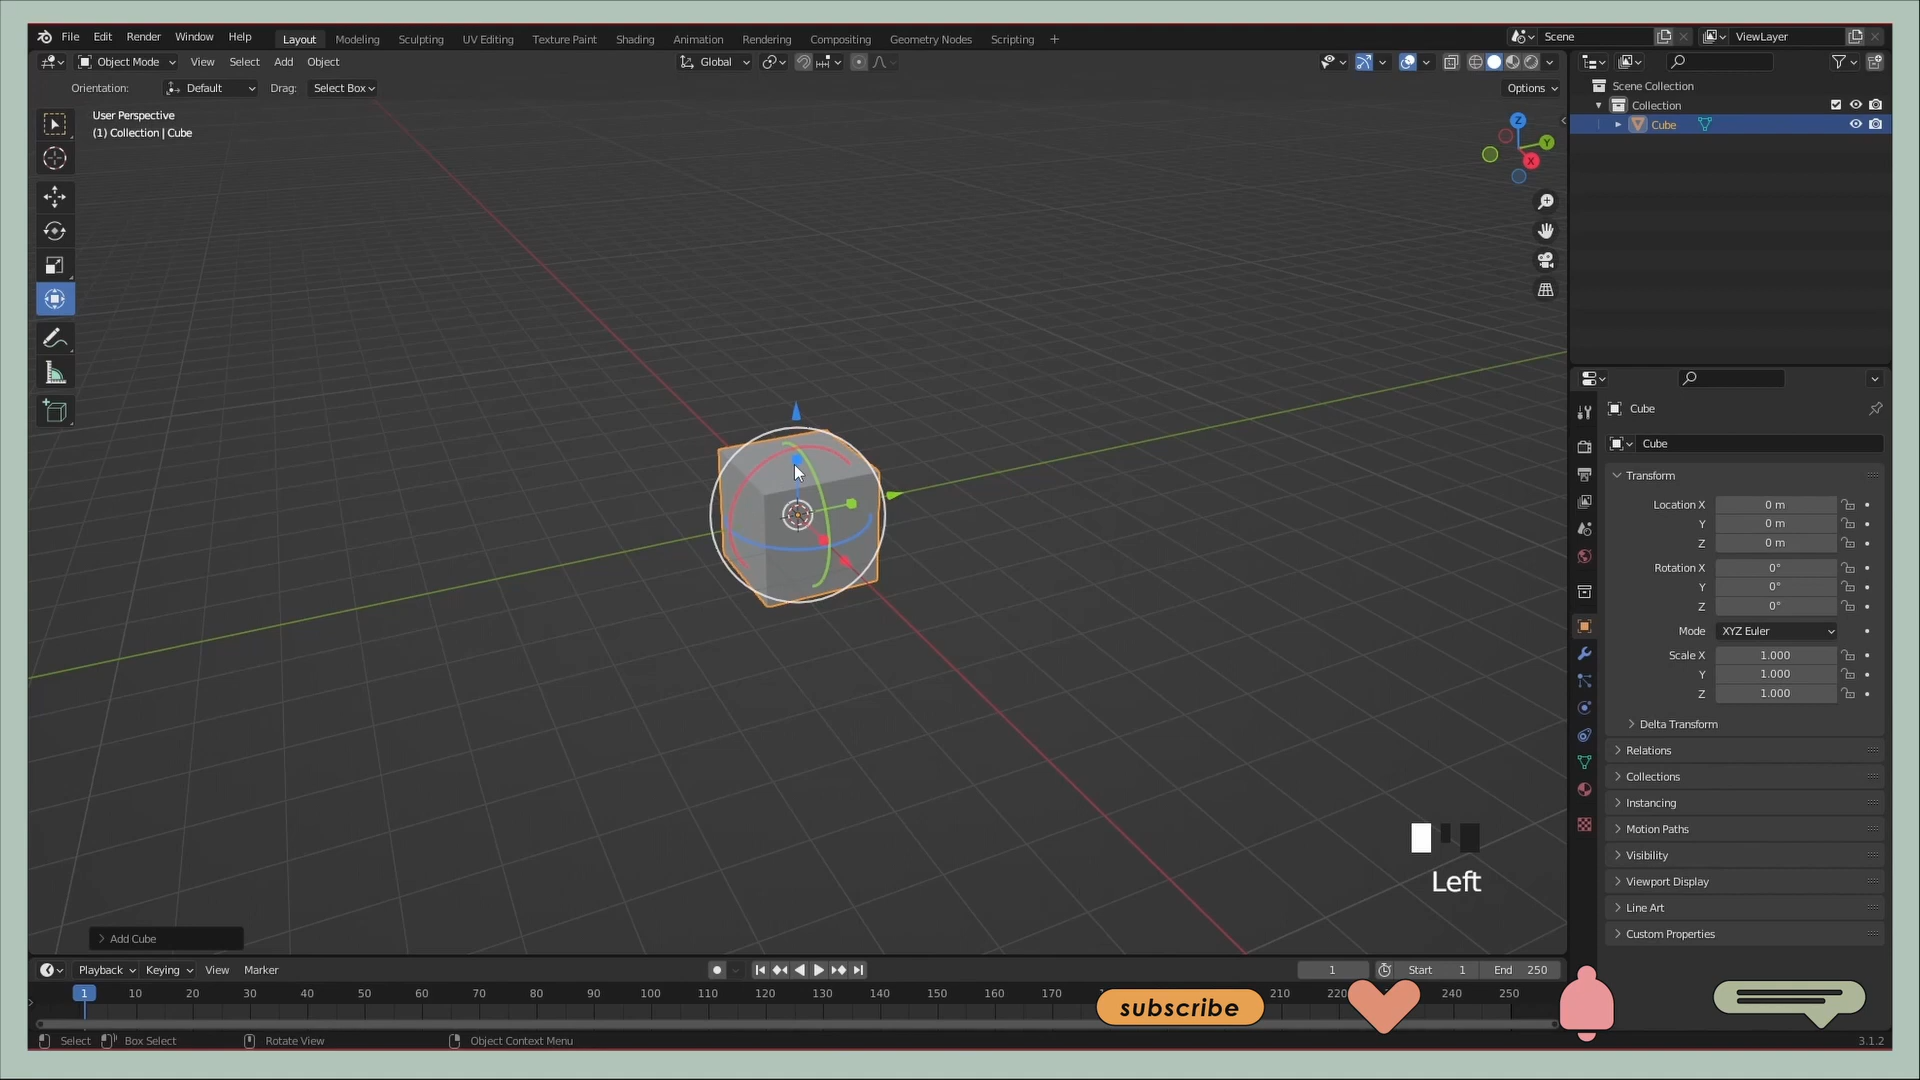 File Edit Render Window Help Layout Modeling Sculpting UV Editing Texture Paint Shading Animation Rendering Compositing Geometry Nodes Scripting + Scene ViewLayer
Object Mode View Select Add Object Global
Orientation: Default Drag: Select Box Options
User Perspective
(1) Collection | Cube
Z
Y
X
Scene Collection
Collection
Cube
Cube
Cube
Transform
Location X 0 m
Y 0 m
Z 0 m
Rotation X 0°
Y 0°
Z 0°
Mode XYZ Euler
Scale X 1.000
Y 1.000
Z 1.000
Delta Transform
Relations
Collections
Instancing
Motion Paths
Visibility
Viewport Display
Line Art
Custom Properties
Left
Add Cube
Playback Keying View Marker 1 Start 1 End 250
1 10 20 30 40 50 60 70 80 90 100 110 120 130 140 150 160 170 210 220 240 250
subscribe
Select Box Select Rotate View Object Context Menu 3.1.2